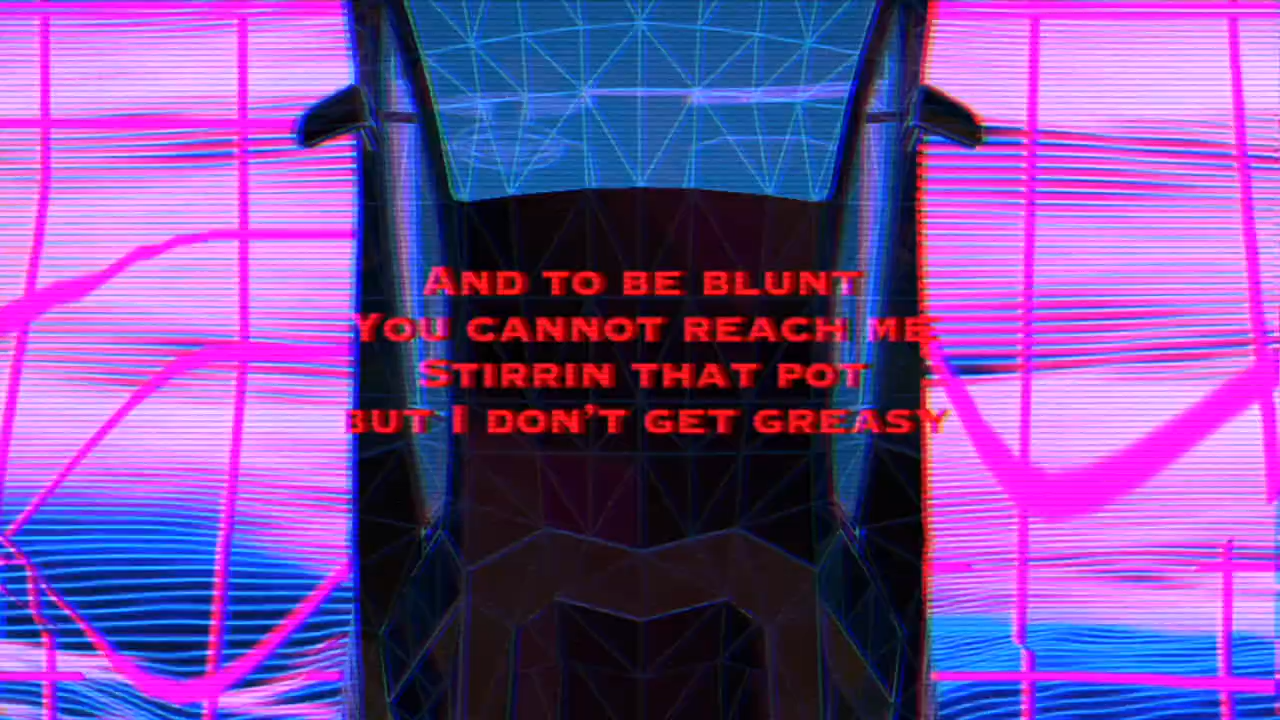 And to be blunt
You cannot reach me
Stirrin that pot
but I don't get greasy